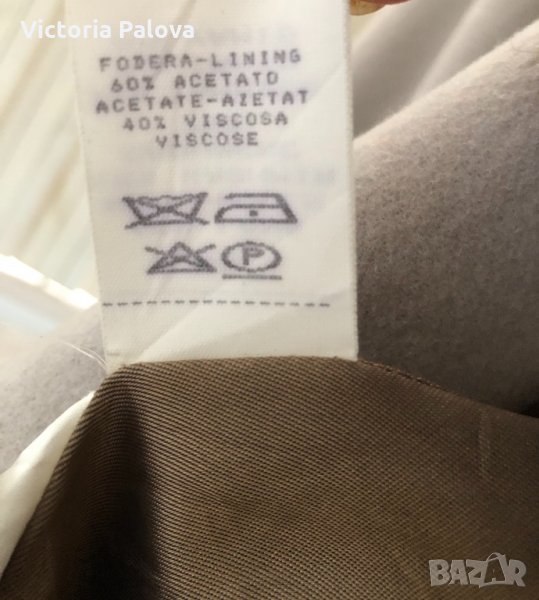 Victoria Palova
FODERA-LINING
60% ACETATO
ACETATE-AZETAT
40% VISCOSA
VISCOSE
P
BAZAR